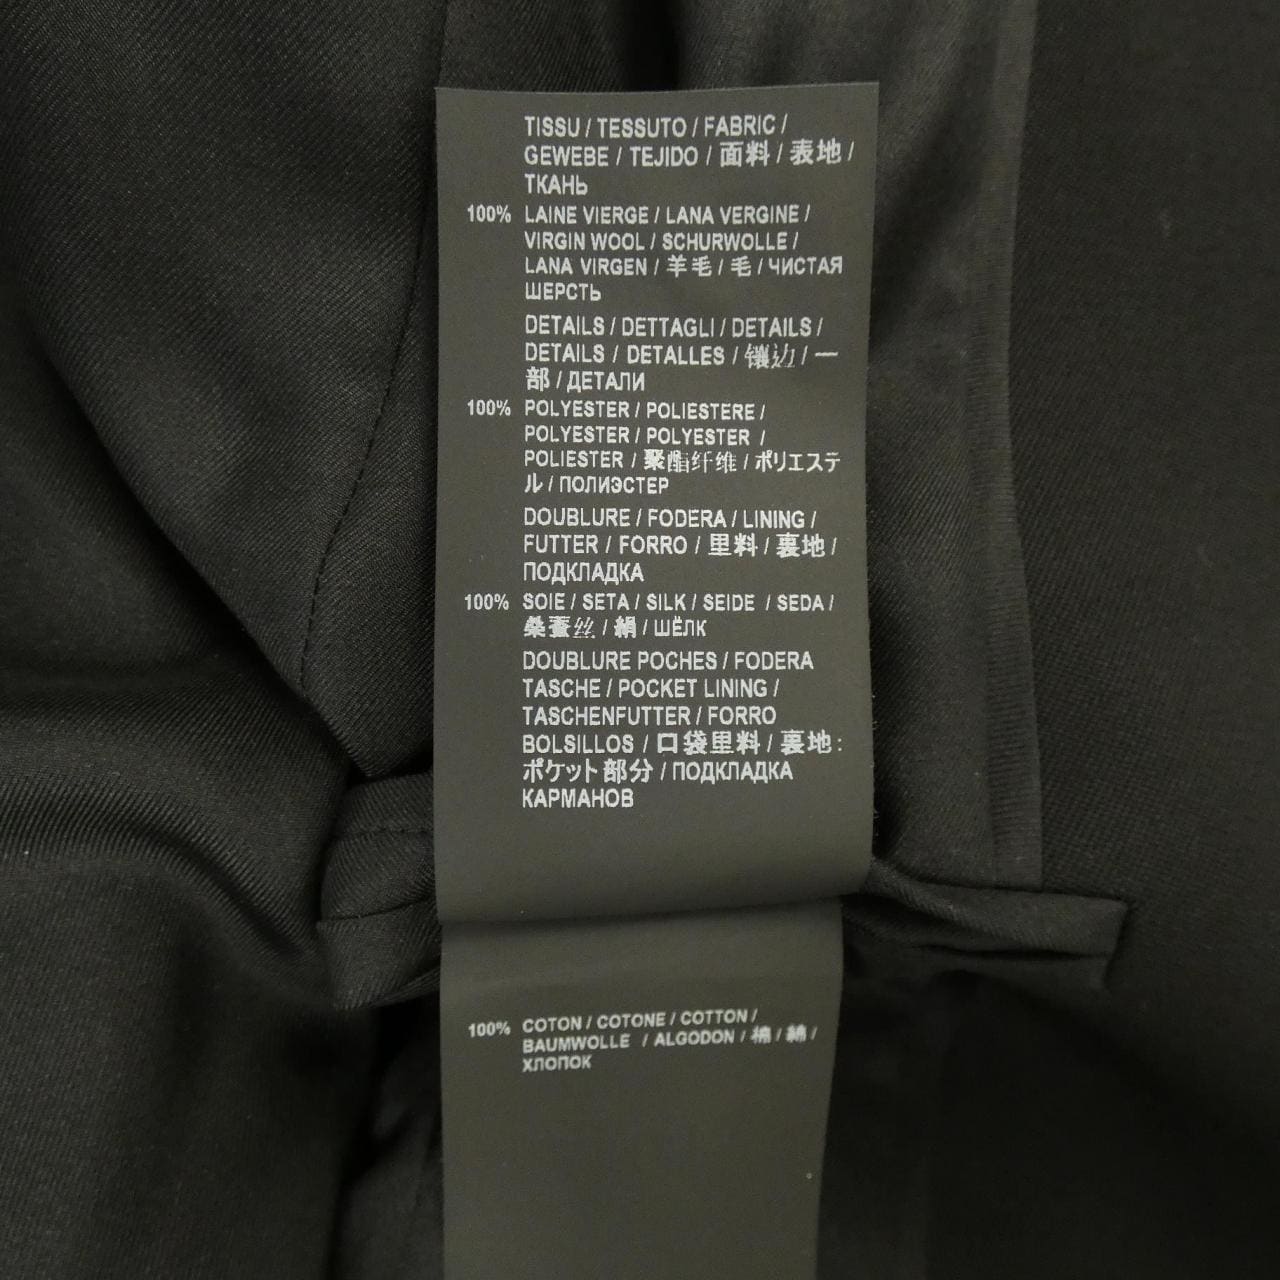 TISSU / TESSUTO / FABRIC /
GEWEBE / TEJIDO / 面料 / 表地 /
ТКАНЬ
100% LAINE VIERGE / LANA VERGINE /
VIRGIN WOOL / SCHURWOLLE /
LANA VIRGEN / 羊毛 / 毛 / ЧИСТАЯ
ШЕРСТЬ
DETAILS / DETTAGLI / DETAILS /
DETAILS / DETALLES / 镶边 / 一
部 / ДЕТАЛИ
100% POLYESTER / POLIESTERE /
POLYESTER / POLYESTER /
POLIESTER / 聚酯纤维 / ポリエステ
ル / ПОЛИЭСТЕР
DOUBLURE / FODERA / LINING /
FUTTER / FORRO / 里料 / 裏地 /
ПОДКЛАДКА
100% SOIE / SETA / SILK / SEIDE / SEDA /
桑蚕丝 / 絹 / ШЁЛК
DOUBLURE POCHES / FODERA
TASCHE / POCKET LINING /
TASCHENFUTTER / FORRO
BOLSILLOS / 口袋里料 / 裏地:
ポケット部分 / ПОДКЛАДКА
КАРМАНОВ
100% COTON / COTONE / COTTON /
BAUMWOLLE / ALGODON / 棉 / 綿 /
ХЛОПОК